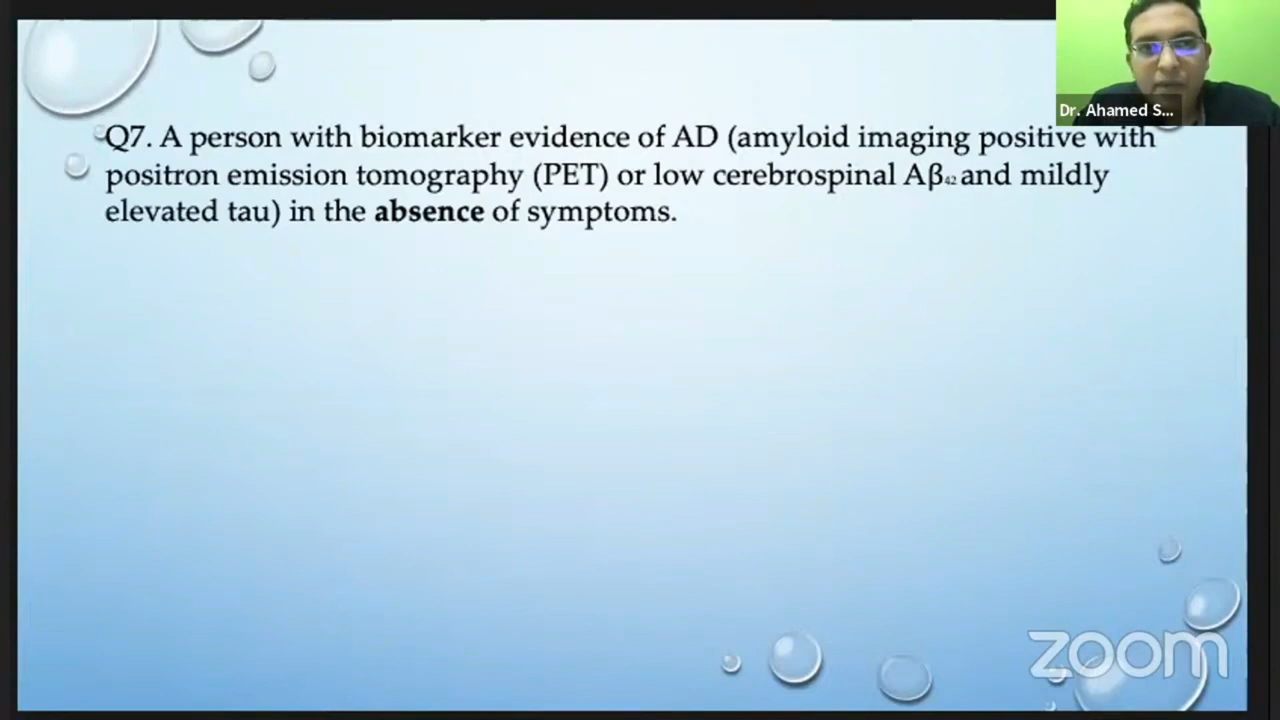 Dr. Ahamed S...
Q7. A person with biomarker evidence of AD (amyloid imaging positive with
positron emission tomography (PET) or low cerebrospinal Aβ₄₂ and mildly
elevated tau) in the absence of symptoms.
zoom